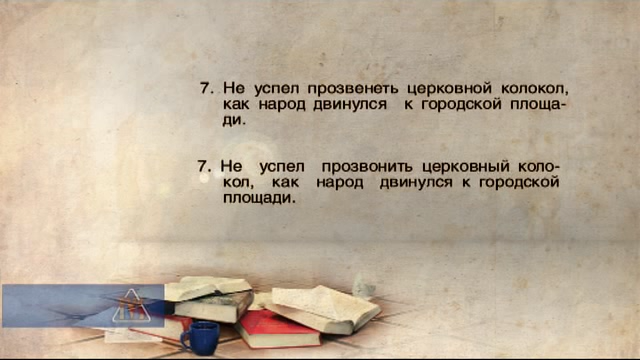 7. Не успел прозвенеть церковной колокол,
как народ двинулся к городской площа-
ди.
7. Не успел прозвонить церковный коло-
кол, как народ двинулся к городской
площади.